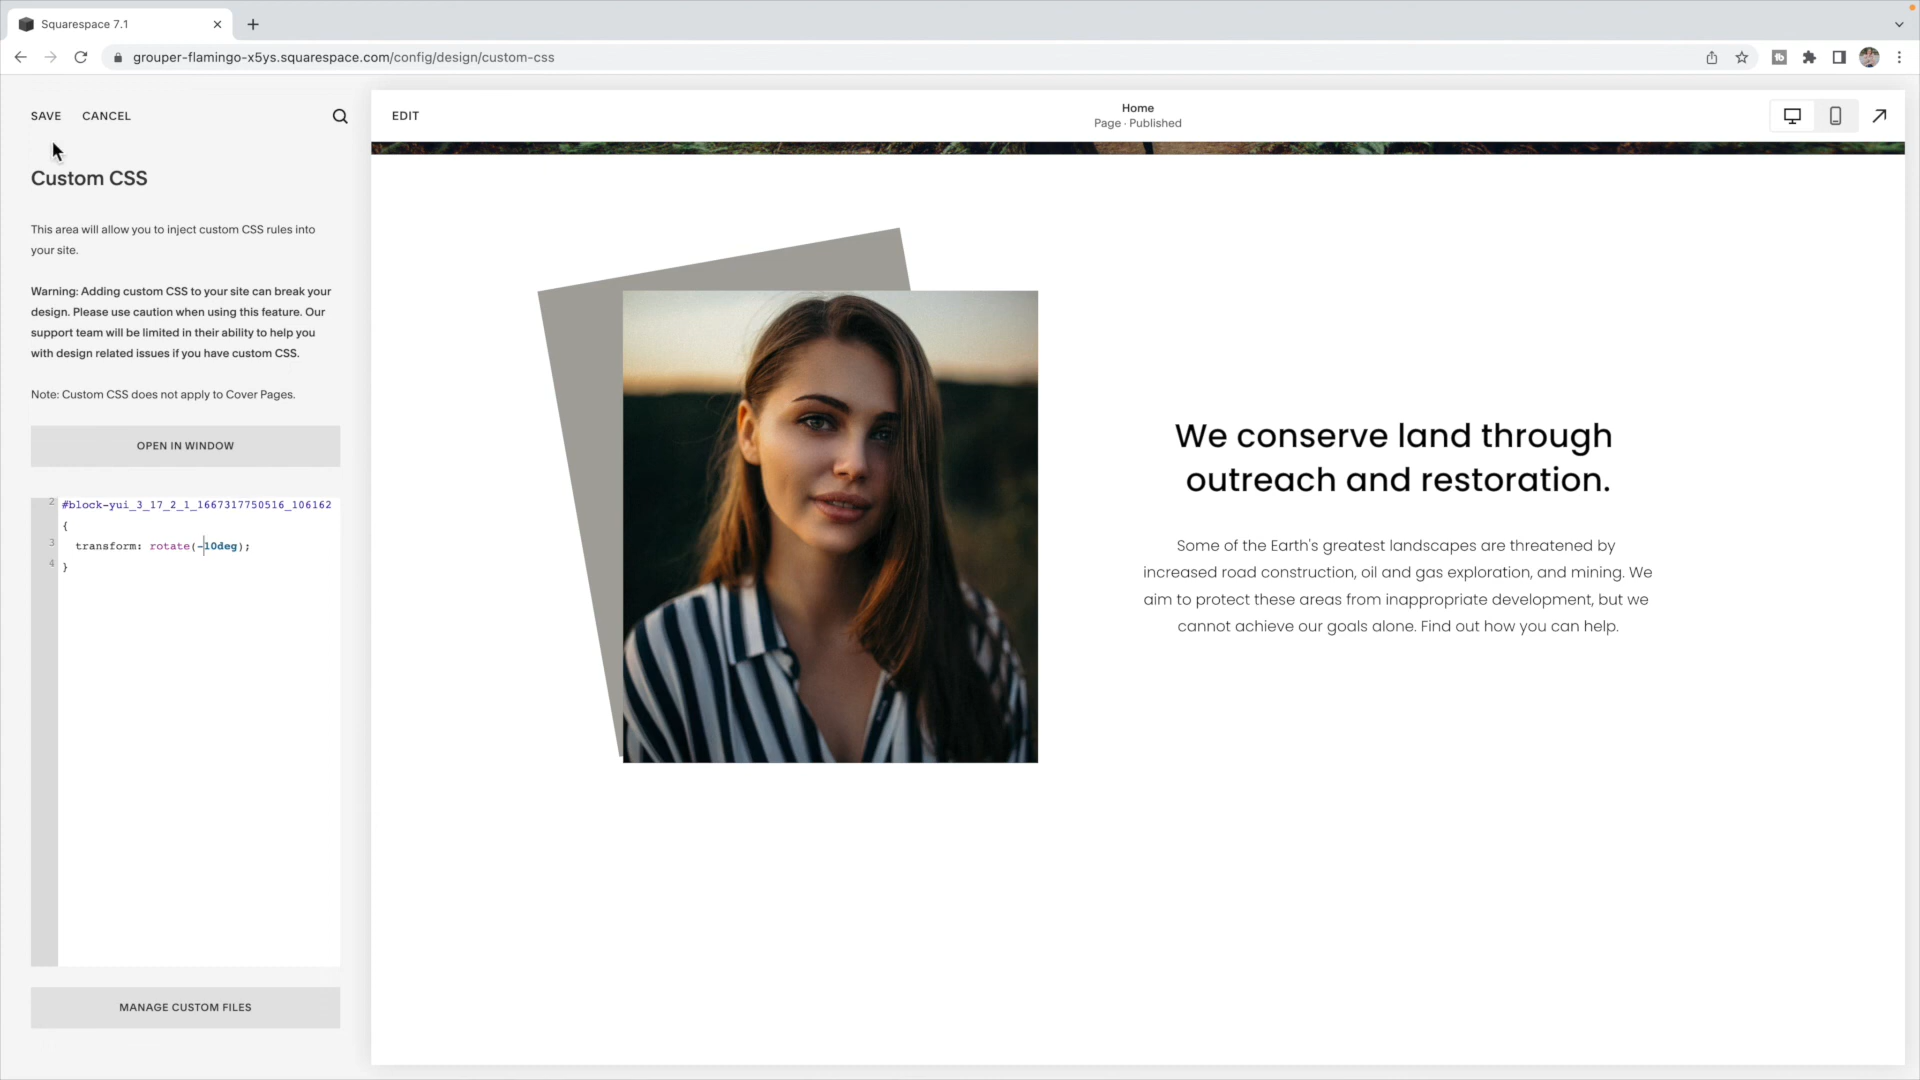 Squarespace 7.1
grouper-flamingo-x5ys.squarespace.com/config/design/custom-css
SAVE CANCEL
EDIT
Home
Page · Published
Custom CSS
This area will allow you to inject custom CSS rules into
your site.
Warning: Adding custom CSS to your site can break your
design. Please use caution when using this feature. Our
support team will be limited in their ability to help you
with design related issues if you have custom CSS.
Note: Custom CSS does not apply to Cover Pages.
OPEN IN WINDOW
2 #block-yui_3_17_2_1_1667317750516_106162
{
3 transform: rotate(-10deg);
4 }
MANAGE CUSTOM FILES
We conserve land through
outreach and restoration.
Some of the Earth's greatest landscapes are threatened by
increased road construction, oil and gas exploration, and mining. We
aim to protect these areas from inappropriate development, but we
cannot achieve our goals alone. Find out how you can help.